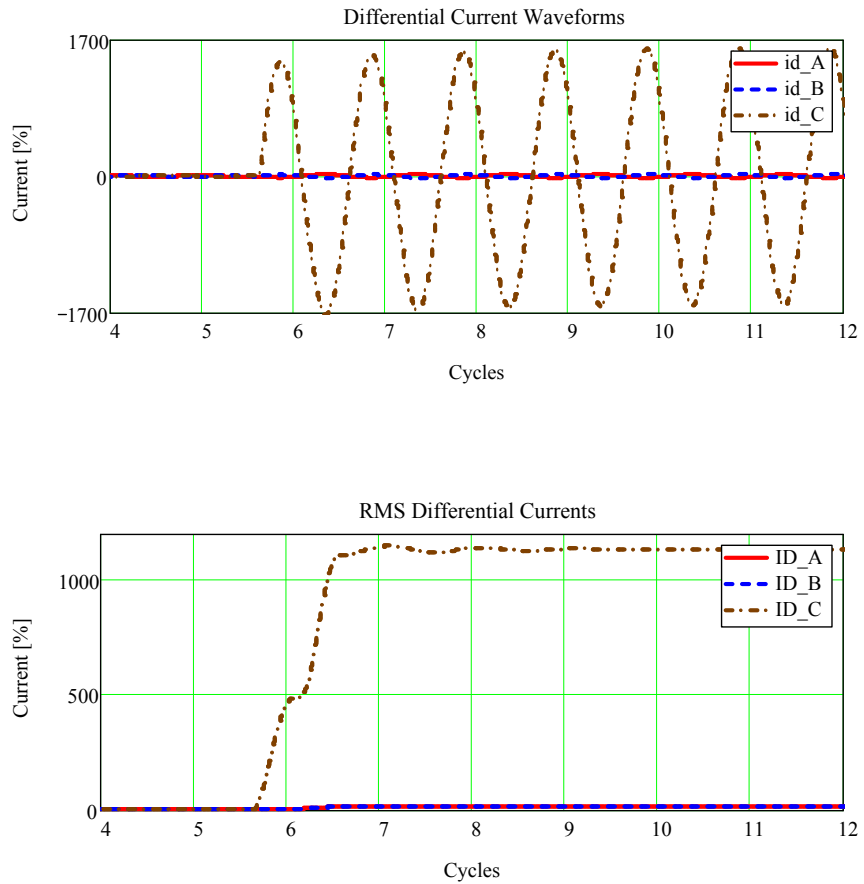 Differential Current Waveforms
1700
id_A
id_B
id_C
0
Current [%]
−1700
4 5 6 7 8 9 10 11 12
Cycles
RMS Differential Currents
ID_A
ID_B
ID_C
1000
Current [%]
500
0
4 5 6 7 8 9 10 11 12
Cycles